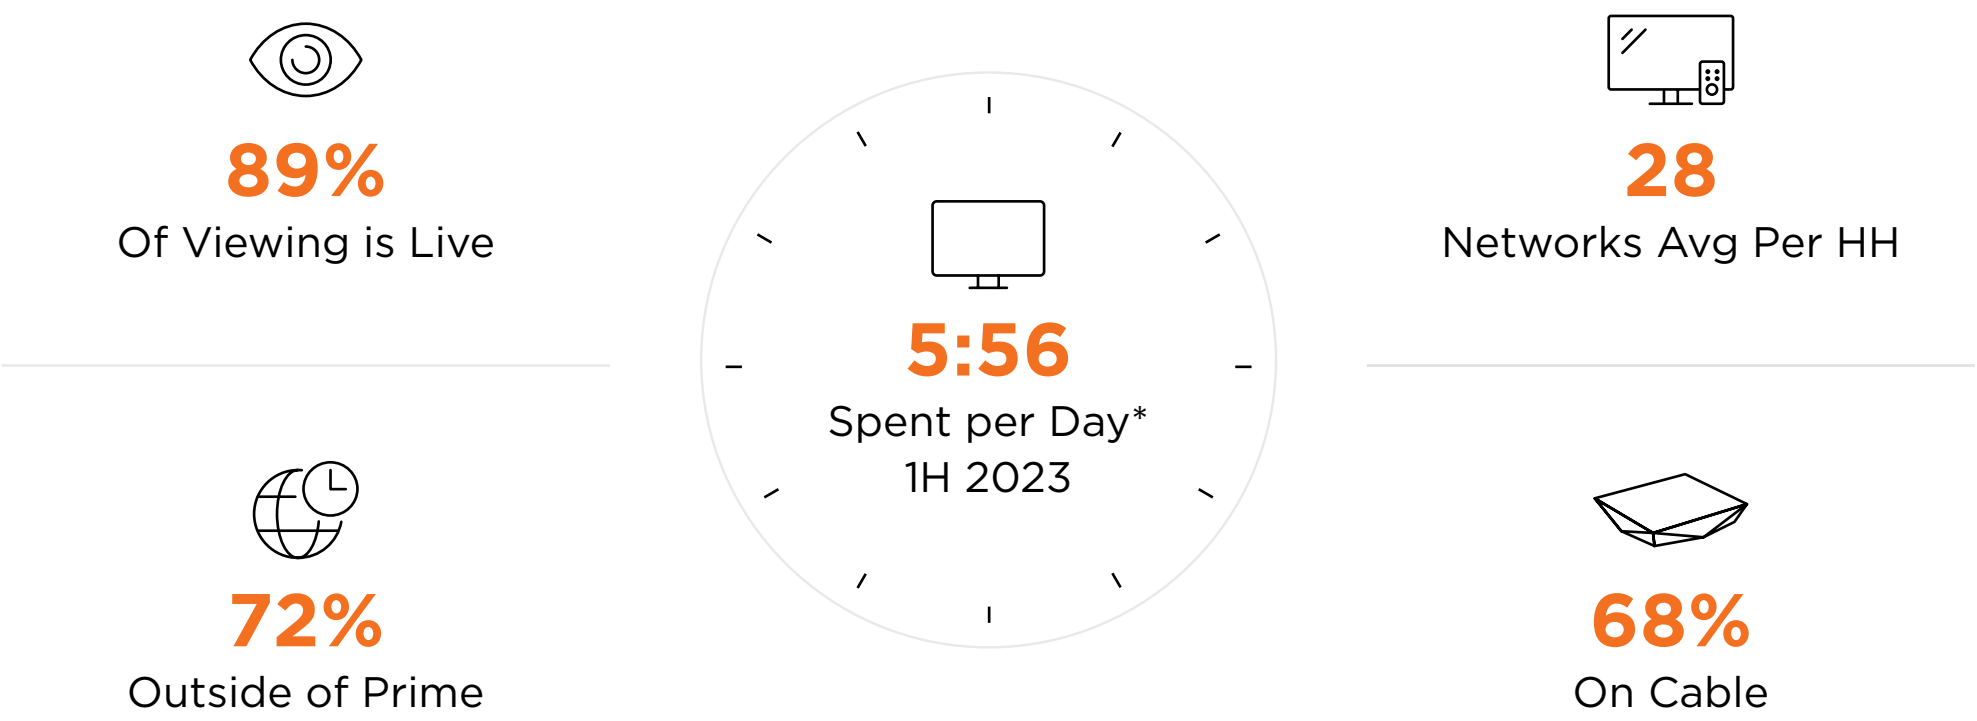 89%
Of Viewing is Live
72%
Outside of Prime
5:56
Spent per Day*
1H 2023
28
Networks Avg Per HH
68%
On Cable